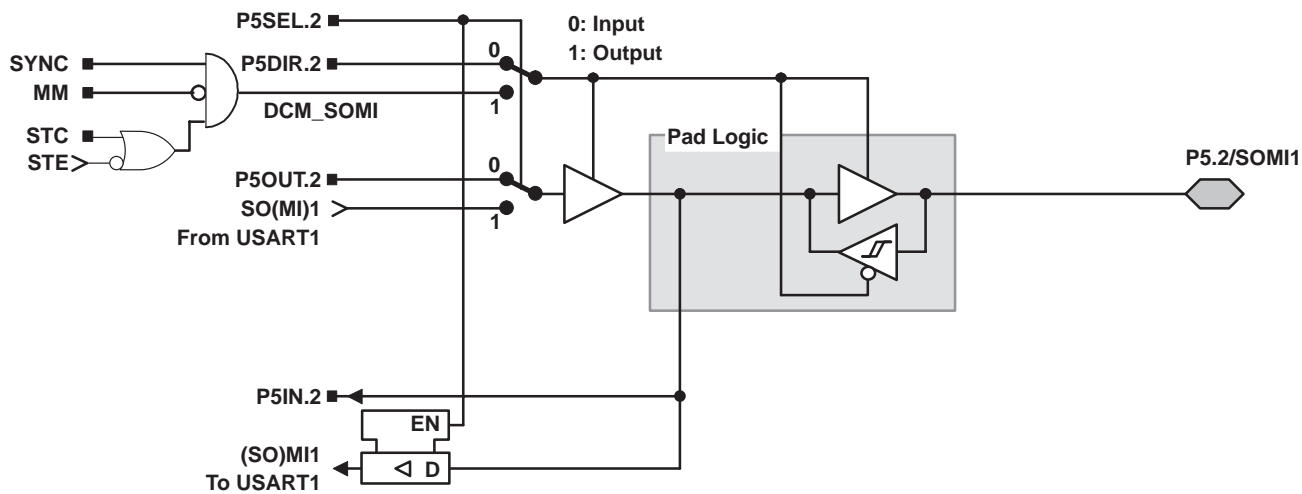 P5SEL.2
0: Input
1: Output
SYNC
P5DIR.2
0
MM
1
DCM_SOMI
STC
STE
Pad Logic
P5.2/SOMI1
0
P5OUT.2
SO(MI)1
1
From USART1
P5IN.2
EN
(SO)MI1
D
To USART1